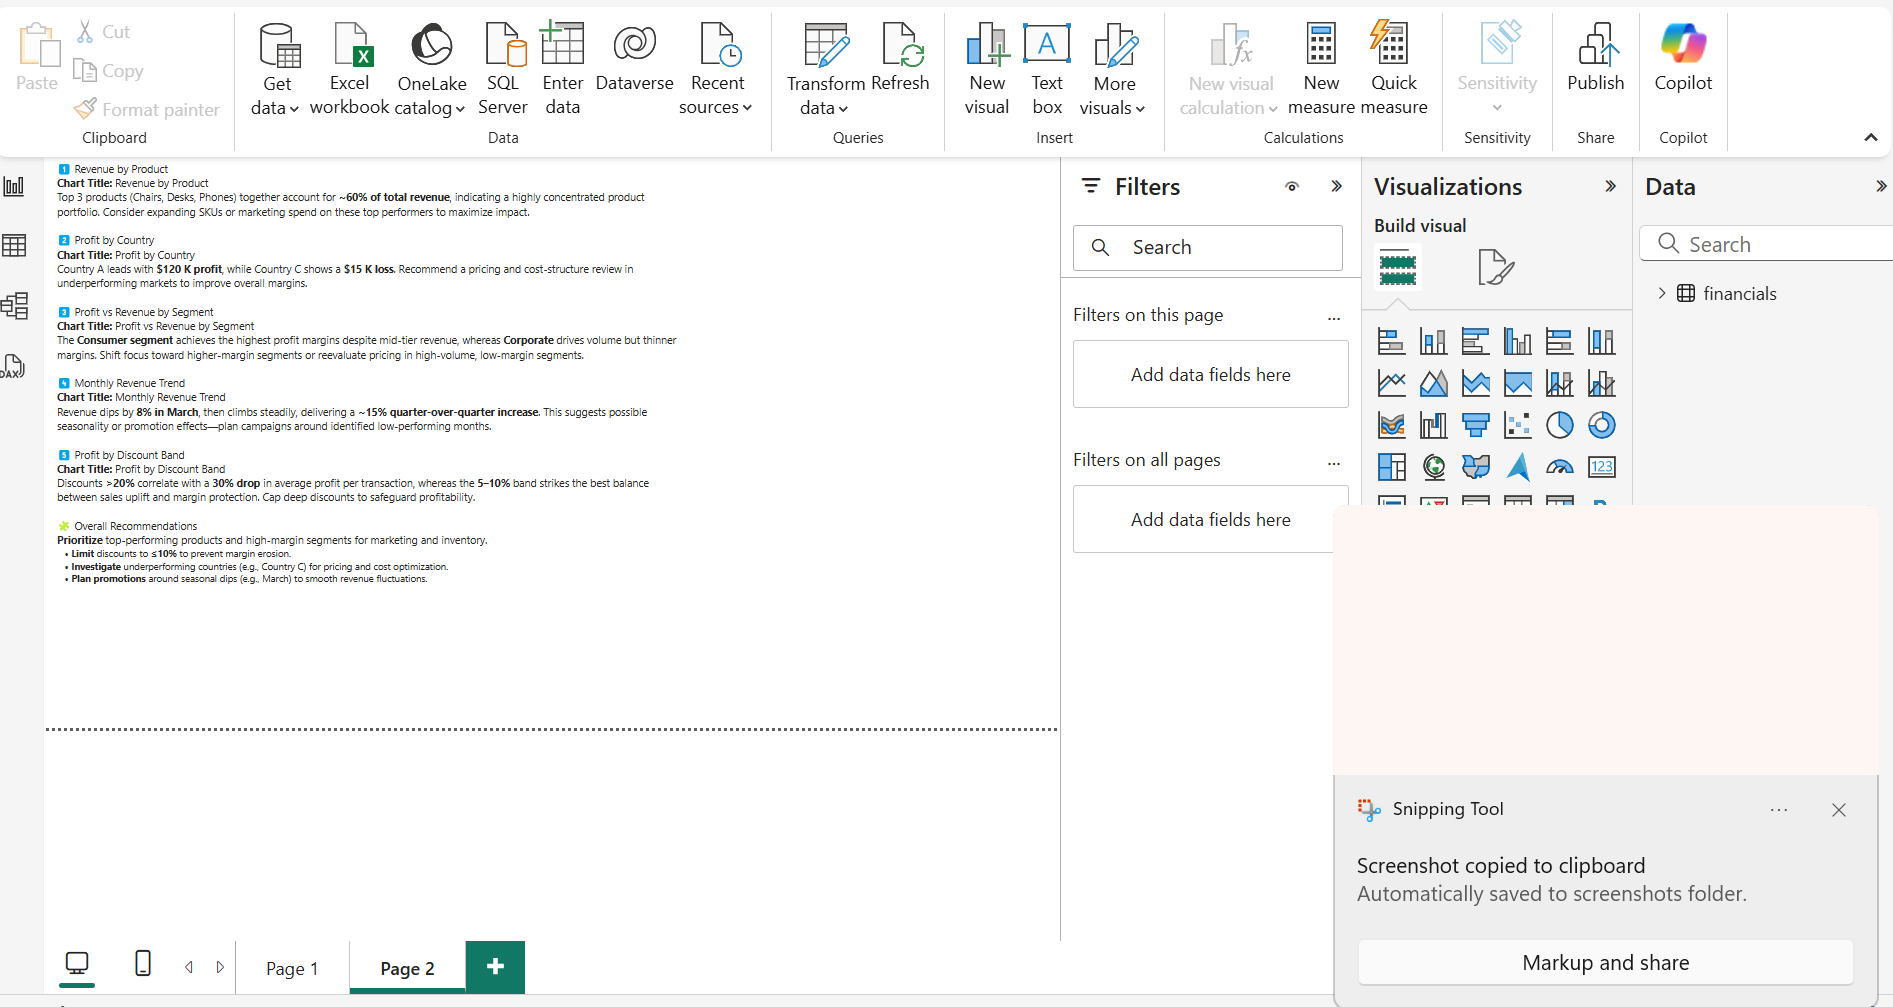 Paste
Cut
Copy
Format painter
Clipboard
Get data
Excel workbook
OneLake catalog
SQL Server
Enter data
Dataverse
Recent sources
Data
Transform data
Refresh
Queries
New visual
Text box
More visuals
Insert
New visual calculation
New measure
Quick measure
Calculations
Sensitivity
Sensitivity
Publish
Share
Copilot
Copilot
1 Revenue by Product
Chart Title: Revenue by Product
Top 3 products (Chairs, Desks, Phones) together account for ~60% of total revenue, indicating a highly concentrated product
portfolio. Consider expanding SKUs or marketing spend on these top performers to maximize impact.
2 Profit by Country
Chart Title: Profit by Country
Country A leads with $120 K profit, while Country C shows a $15 K loss. Recommend a pricing and cost-structure review in
underperforming markets to improve overall margins.
3 Profit vs Revenue by Segment
Chart Title: Profit vs Revenue by Segment
The Consumer segment achieves the highest profit margins despite mid-tier revenue, whereas Corporate drives volume but thinner
margins. Shift focus toward higher-margin segments or reevaluate pricing in high-volume, low-margin segments.
4 Monthly Revenue Trend
Chart Title: Monthly Revenue Trend
Revenue dips by 8% in March, then climbs steadily, delivering a ~15% quarter-over-quarter increase. This suggests possible
seasonality or promotion effects—plan campaigns around identified low-performing months.
5 Profit by Discount Band
Chart Title: Profit by Discount Band
Discounts >20% correlate with a 30% drop in average profit per transaction, whereas the 5–10% band strikes the best balance
between sales uplift and margin protection. Cap deep discounts to safeguard profitability.
Overall Recommendations
Prioritize top-performing products and high-margin segments for marketing and inventory.
• Limit discounts to ≤10% to prevent margin erosion.
• Investigate underperforming countries (e.g., Country C) for pricing and cost optimization.
• Plan promotions around seasonal dips (e.g., March) to smooth revenue fluctuations.
Filters
Search
Filters on this page
...
Add data fields here
Filters on all pages
...
Add data fields here
Visualizations
Build visual
123
Data
Search
financials
DAX
Snipping Tool
...
Screenshot copied to clipboard
Automatically saved to screenshots folder.
Markup and share
Page 1
Page 2